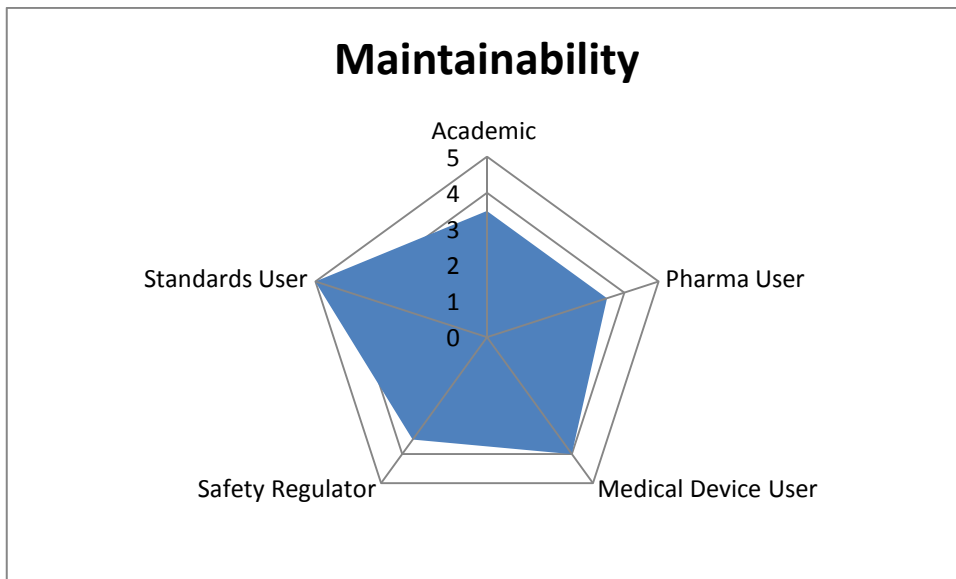 Maintainability
Academic
5
4
3
2
1
0
Standards User
Pharma User
Safety Regulator
Medical Device User